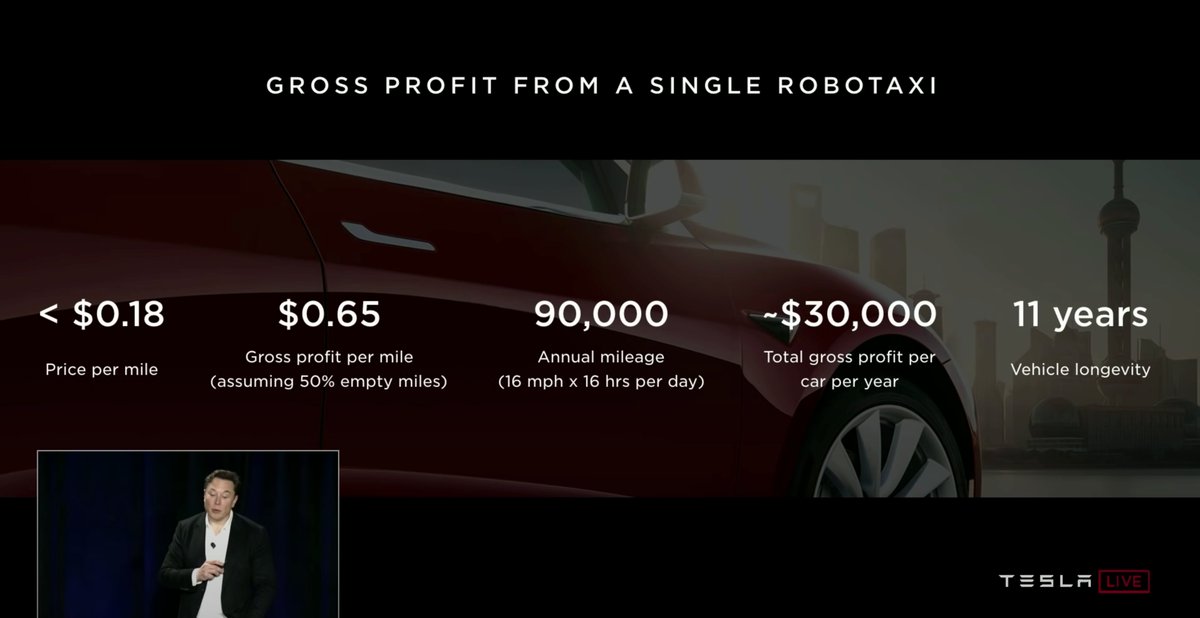 GROSS PROFIT FROM A SINGLE ROBOTAXI
< $0.18
Price per mile
$0.65
Gross profit per mile
(assuming 50% empty miles)
90,000
Annual mileage
(16 mph x 16 hrs per day)
~$30,000
Total gross profit per
car per year
11 years
Vehicle longevity
TESLA LIVE